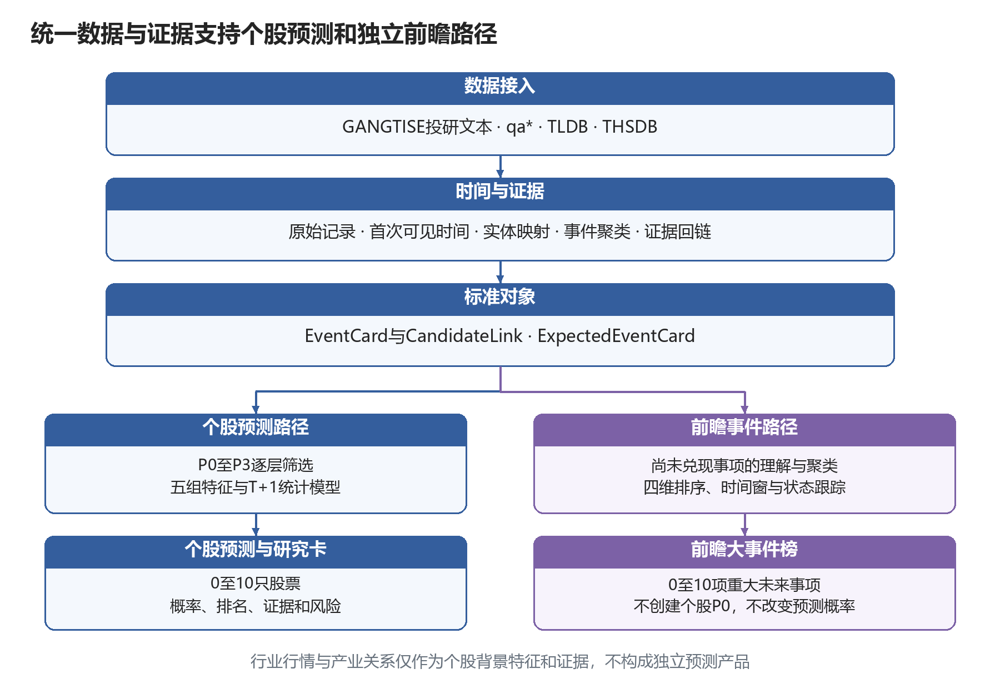 统一数据与证据支持个股预测和独立前瞻路径
数据接入
GANGTISE投研文本 · qa* · TLDB · THSDB
时间与证据
原始记录 · 首次可见时间 · 实体映射 · 事件聚类 · 证据回链
标准对象
EventCard与CandidateLink · ExpectedEventCard
个股预测路径
P0至P3逐层筛选
五组特征与T+1统计模型
前瞻事件路径
尚未兑现事项的理解与聚类
四维排序、时间窗与状态跟踪
个股预测与研究卡
0至10只股票
概率、排名、证据和风险
前瞻大事件榜
0至10项重大未来事项
不创建个股P0，不改变预测概率
行业行情与产业关系仅作为个股背景特征和证据，不构成独立预测产品